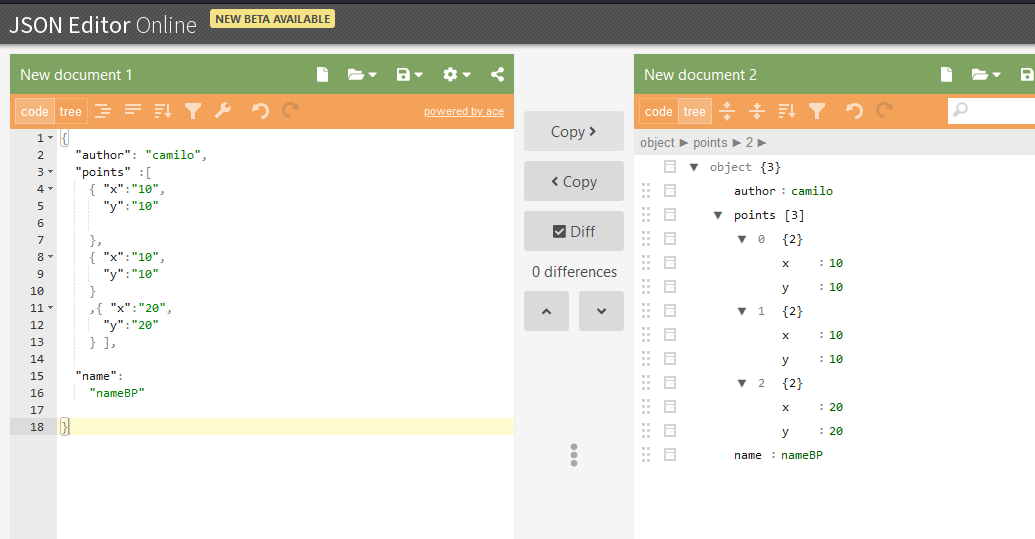 JSON Editor Online NEW BETA AVAILABLE
New document 1
code tree powered by ace
1 {
2 "author": "camilo",
3 "points" :[
4 { "x":"10",
5 "y":"10"
6
7 },
8 { "x":"10",
9 "y":"10"
10 }
11 ,{ "x":"20",
12 "y":"20"
13 } ],
14
15 "name":
16 "nameBP"
17
18 }
Copy >
< Copy
Diff
0 differences
New document 2
code tree
object ▶ points ▶ 2 ▶
▼ object {3}
author : camilo
▼ points [3]
▼ 0 {2}
x : 10
y : 10
▼ 1 {2}
x : 10
y : 10
▼ 2 {2}
x : 20
y : 20
name : nameBP